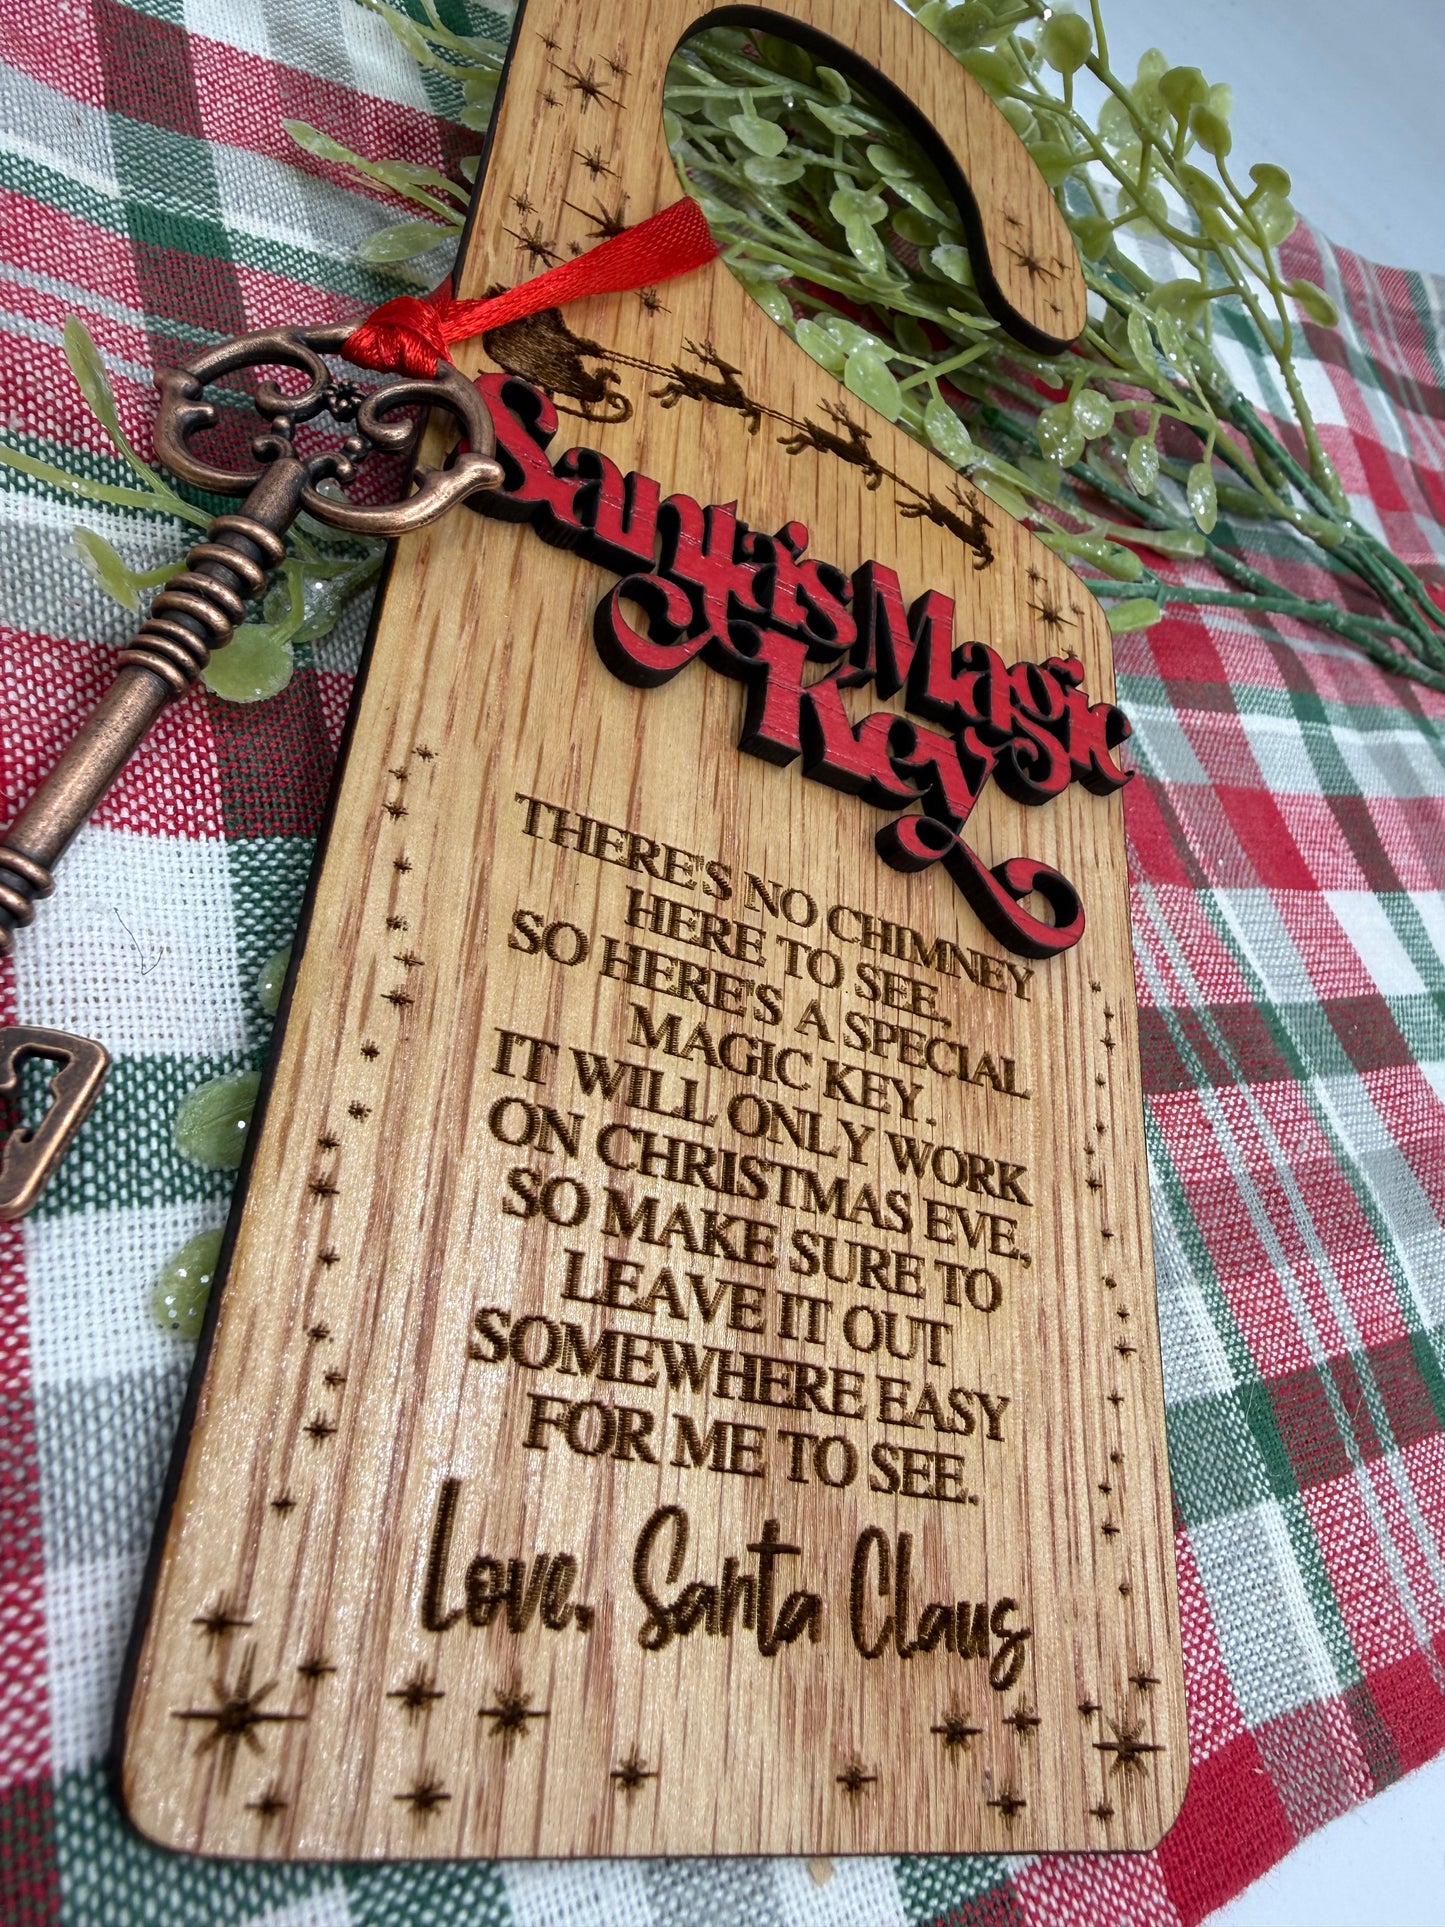 Santa's Magic
Key
THERE'S NO CHIMNEY
HERE TO SEE,
SO HERE'S A SPECIAL
MAGIC KEY.
IT WILL ONLY WORK
ON CHRISTMAS EVE,
SO MAKE SURE TO
LEAVE IT OUT
SOMEWHERE EASY
FOR ME TO SEE.
Love, Santa Claus